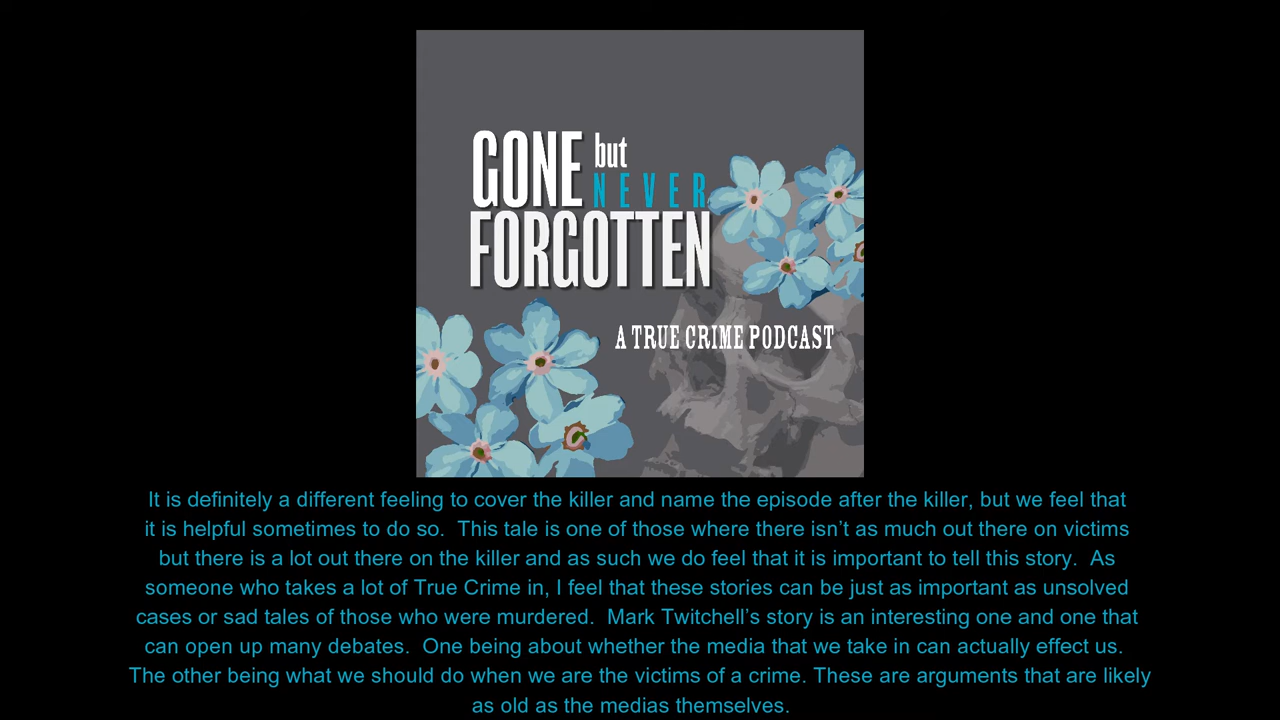 GONE but
NEVER
FORGOTTEN
A TRUE CRIME PODCAST
It is definitely a different feeling to cover the killer and name the episode after the killer, but we feel that
it is helpful sometimes to do so.  This tale is one of those where there isn’t as much out there on victims
but there is a lot out there on the killer and as such we do feel that it is important to tell this story.  As
someone who takes a lot of True Crime in, I feel that these stories can be just as important as unsolved
cases or sad tales of those who were murdered.  Mark Twitchell’s story is an interesting one and one that
can open up many debates.  One being about whether the media that we take in can actually effect us.
The other being what we should do when we are the victims of a crime. These are arguments that are likely
as old as the medias themselves.